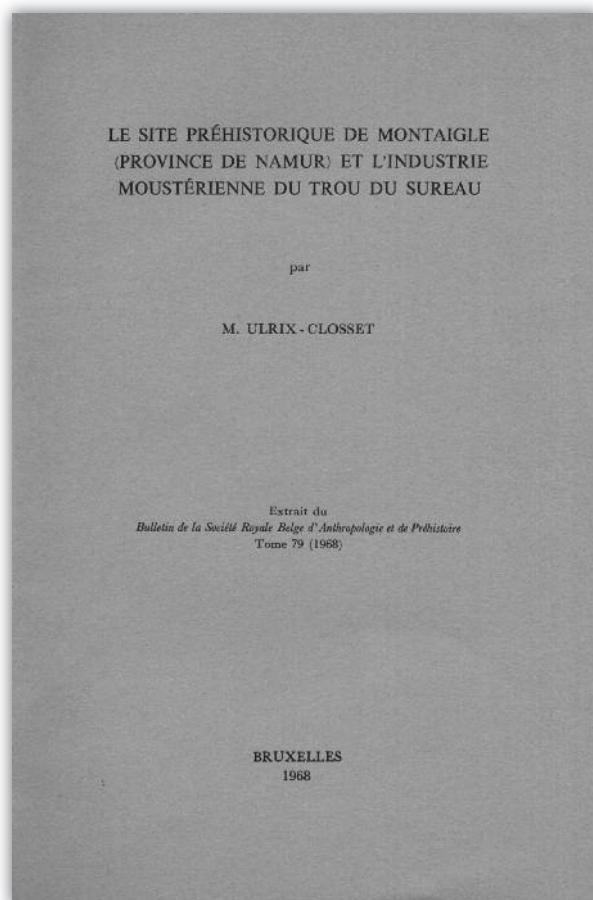 LE SITE PRÉHISTORIQUE DE MONTAIGLE
(PROVINCE DE NAMUR) ET L'INDUSTRIE
MOUSTÉRIENNE DU TROU DU SUREAU
par
M. ULRIX-CLOSSET
Extrait du
Bulletin de la Société Royale Belge d'Anthropologie et de Préhistoire
Tome 79 (1968)
BRUXELLES
1968